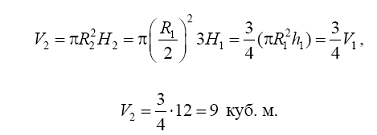 V₂ = πR₂²H₂ = π(R₁/2)² 3H₁ = 3/4 (πR₁²h₁) = 3/4 V₁,
V₂ = 3/4 · 12 = 9 куб. м.